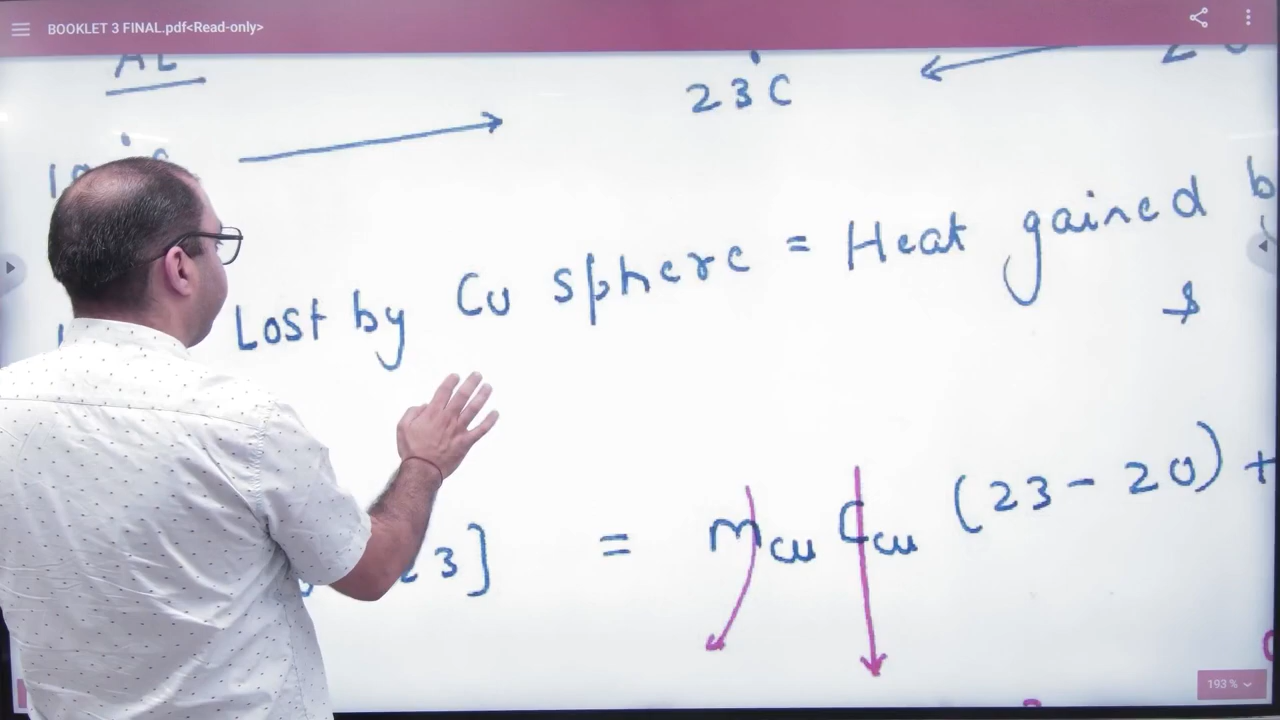 BOOKLET 3 FINAL.pdf<Read-only>
AL
23°C
Lost by Cu sphere = Heat gained b
&
23] = mcu Ccu (23-20) +
193 %